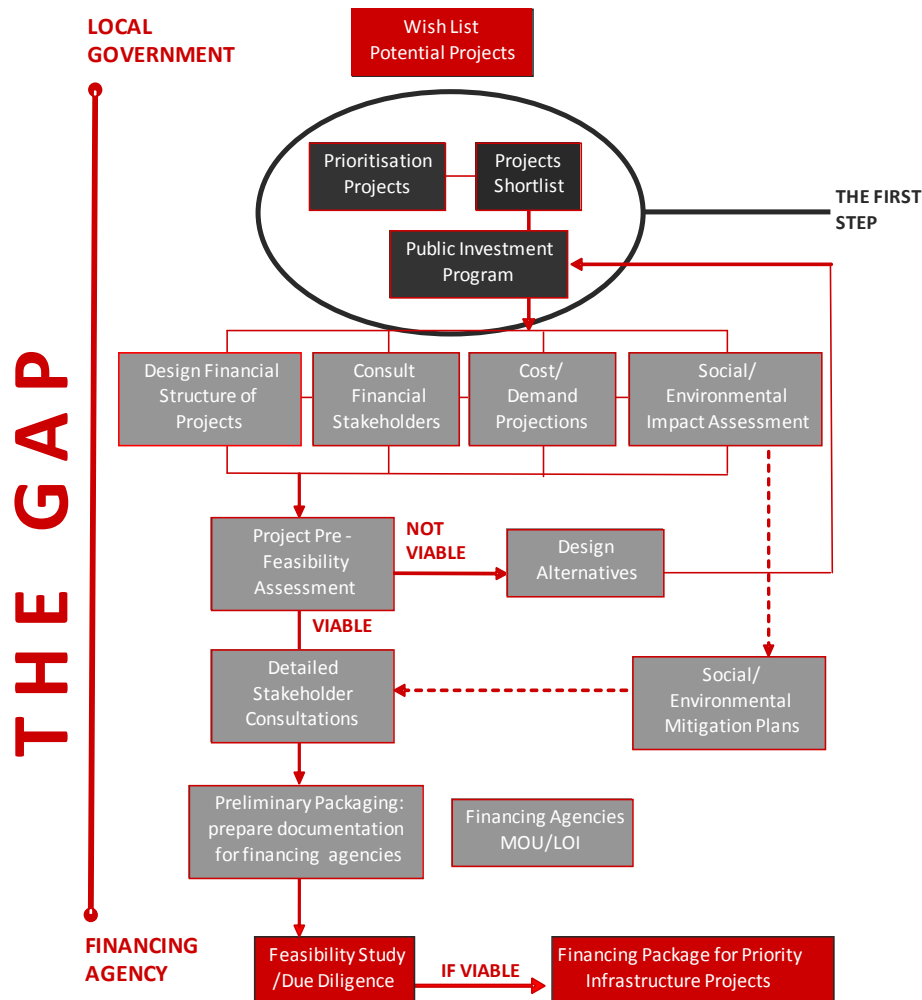 LOCAL
GOVERNMENT
Wish List
Potential Projects
Prioritisation
Projects
Projects
Shortlist
THE FIRST
STEP
Public Investment
Program
THE GAP
Design Financial
Structure of
Projects
Consult
Financial
Stakeholders
Cost/
Demand
Projections
Social/
Environmental
Impact Assessment
Project Pre -
Feasibility
Assessment
NOT
VIABLE
Design
Alternatives
VIABLE
Detailed
Stakeholder
Consultations
Social/
Environmental
Mitigation Plans
Preliminary Packaging:
prepare documentation
for financing agencies
Financing Agencies
MOU/LOI
FINANCING
AGENCY
Feasibility Study
/Due Diligence
IF VIABLE
Financing Package for Priority
Infrastructure Projects